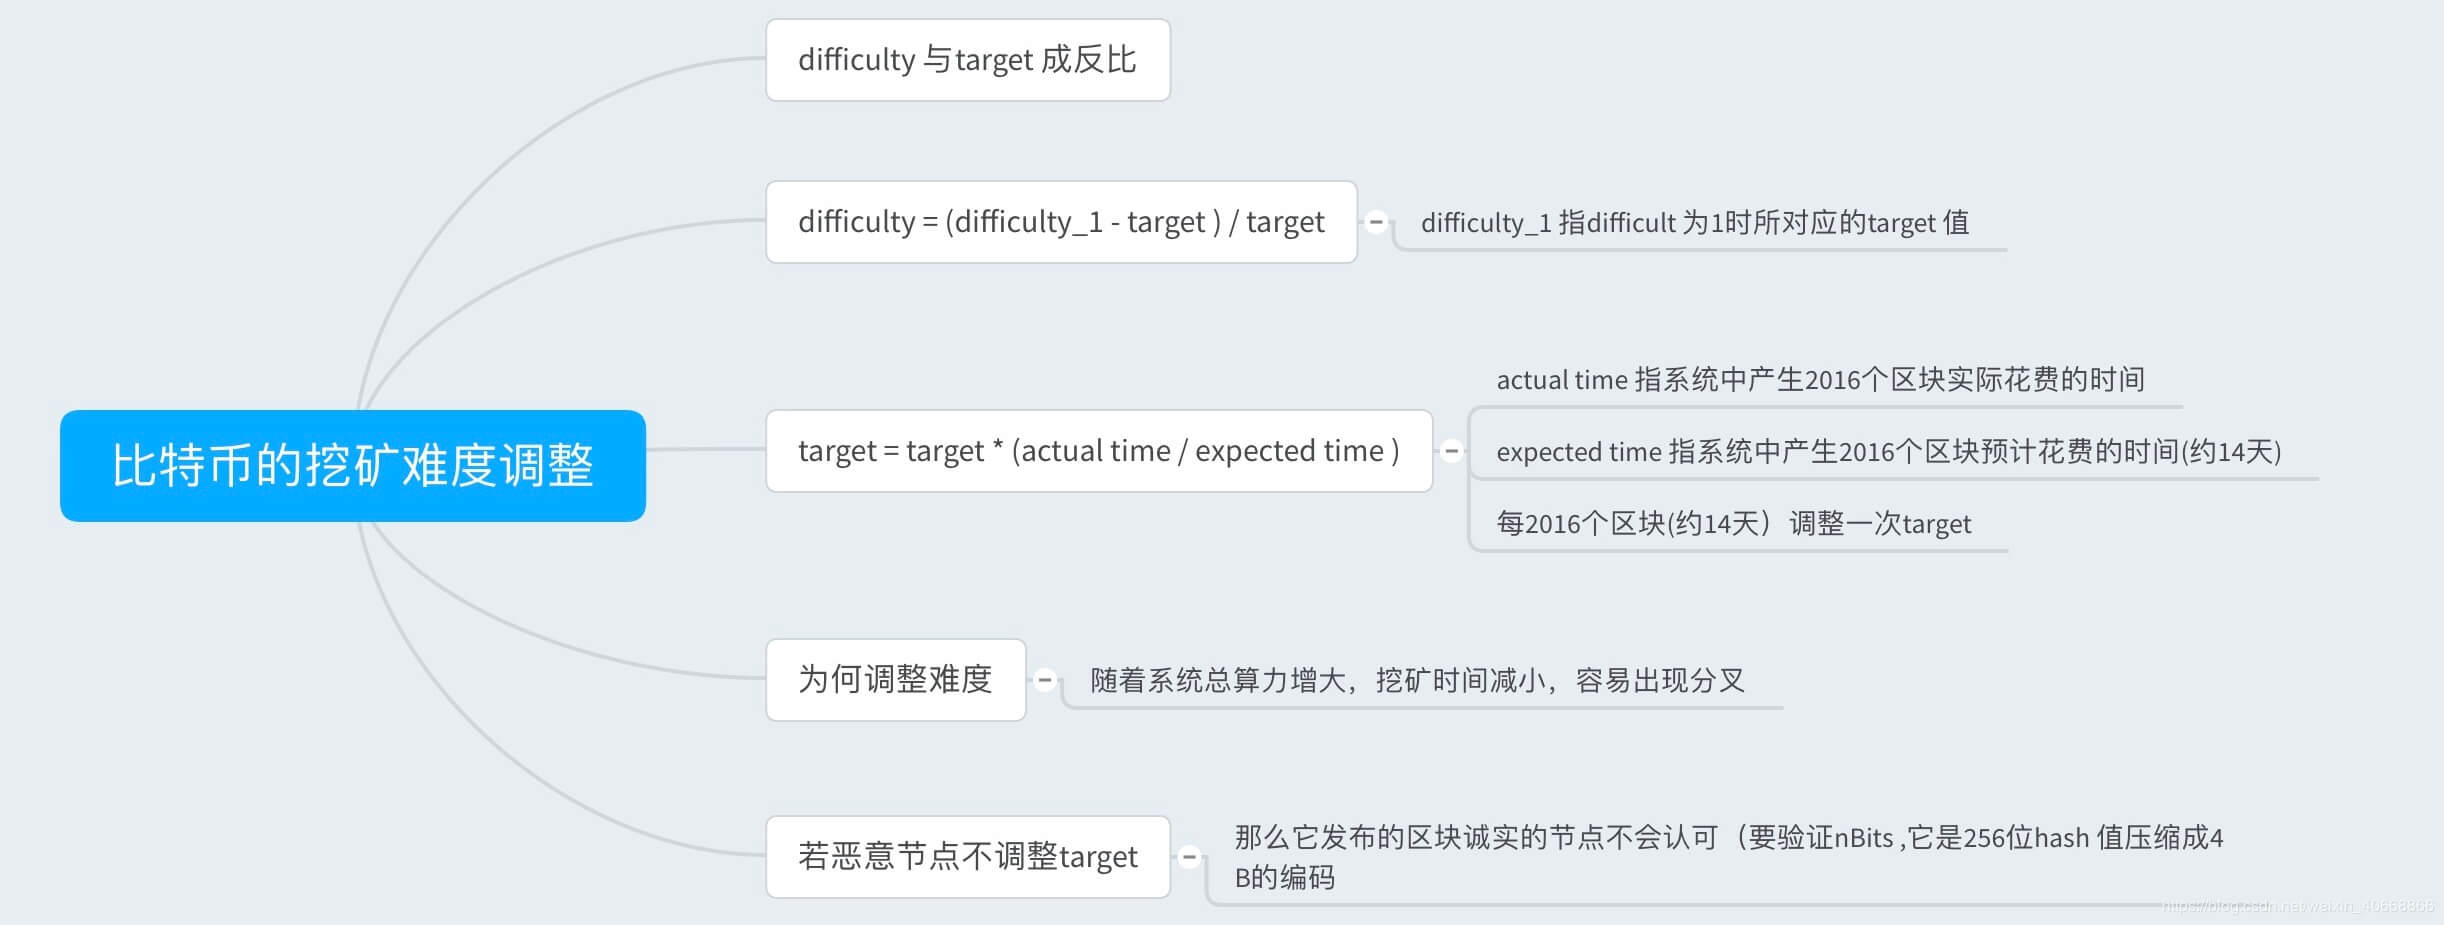 difficulty 与target 成反比
difficulty = (difficulty_1 - target ) / target
difficulty_1 指difficult 为1时所对应的target 值
比特币的挖矿难度调整
target = target * (actual time / expected time )
actual time 指系统中产生2016个区块实际花费的时间
expected time 指系统中产生2016个区块预计花费的时间(约14天)
每2016个区块(约14天）调整一次target
为何调整难度
随着系统总算力增大，挖矿时间减小，容易出现分叉
若恶意节点不调整target
那么它发布的区块诚实的节点不会认可（要验证nBits ,它是256位hash 值压缩成4
B的编码
https://blog.csdn.net/weixin_40668866